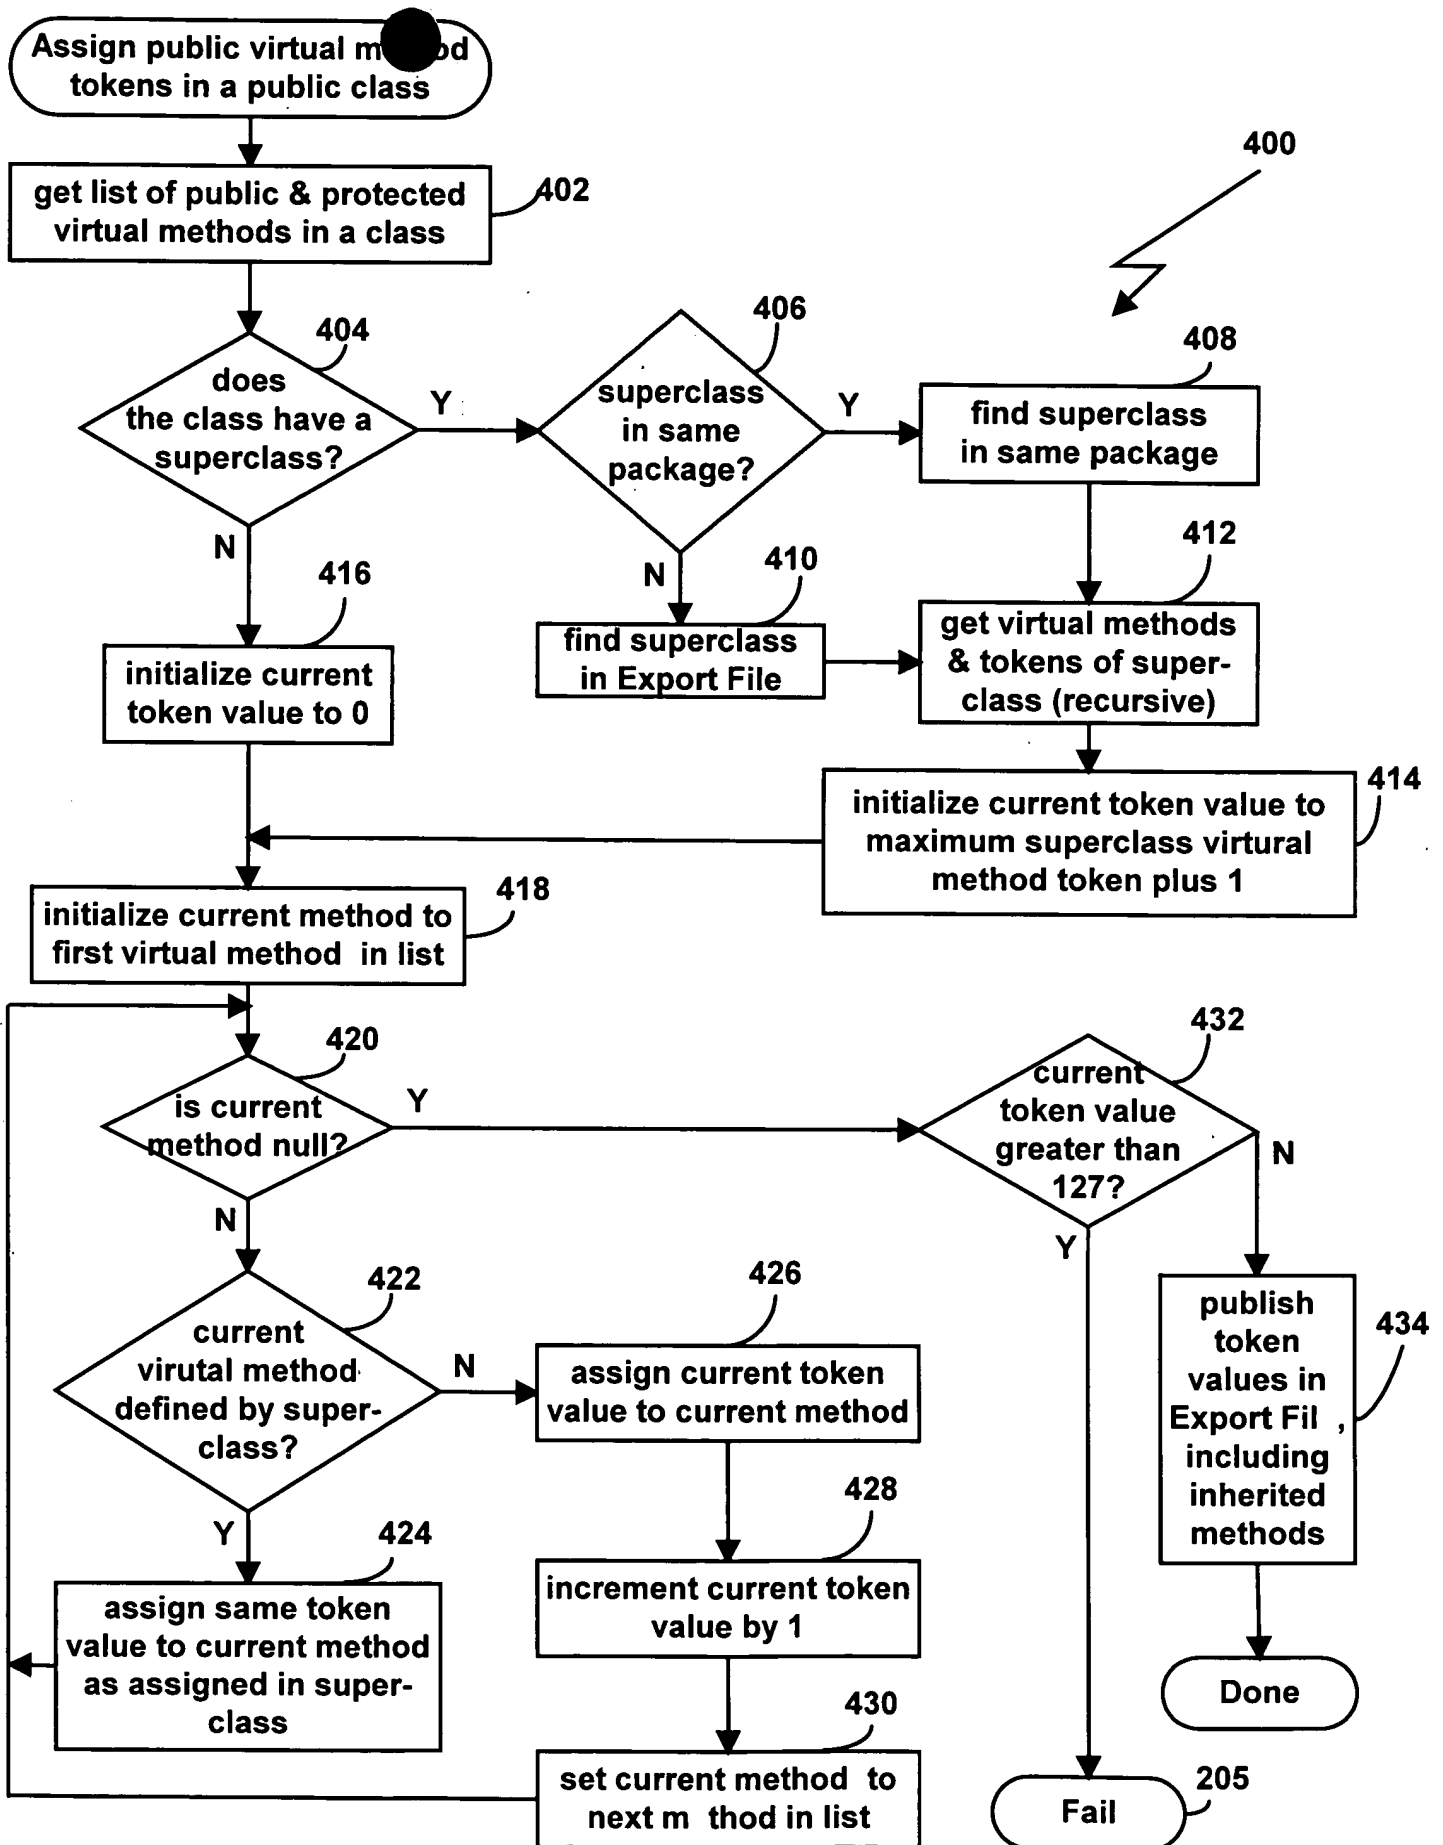 Assign public virtual
tokens in a public class
400
get list of public & protected
virtual methods in a class
402
404
does
the class have a
superclass?
Y
N
406
superclass
in same
package?
Y
N
408
find superclass
in same package
410
find superclass
in Export File
412
get virtual methods
& tokens of super-
class (recursive)
416
initialize current
token value to 0
414
initialize current token value to
maximum superclass virtural
method token plus 1
418
initialize current method to
first virtual method in list
420
is current
method null?
Y
N
432
current
token value
greater than
127?
N
Y
422
current
virutal method
defined by super-
class?
N
Y
426
assign current token
value to current method
434
publish
token
values in
Export Fil ,
including
inherited
methods
428
increment current token
value by 1
424
assign same token
value to current method
as assigned in super-
class
Done
430
set current method to
next m thod in list
205
Fail